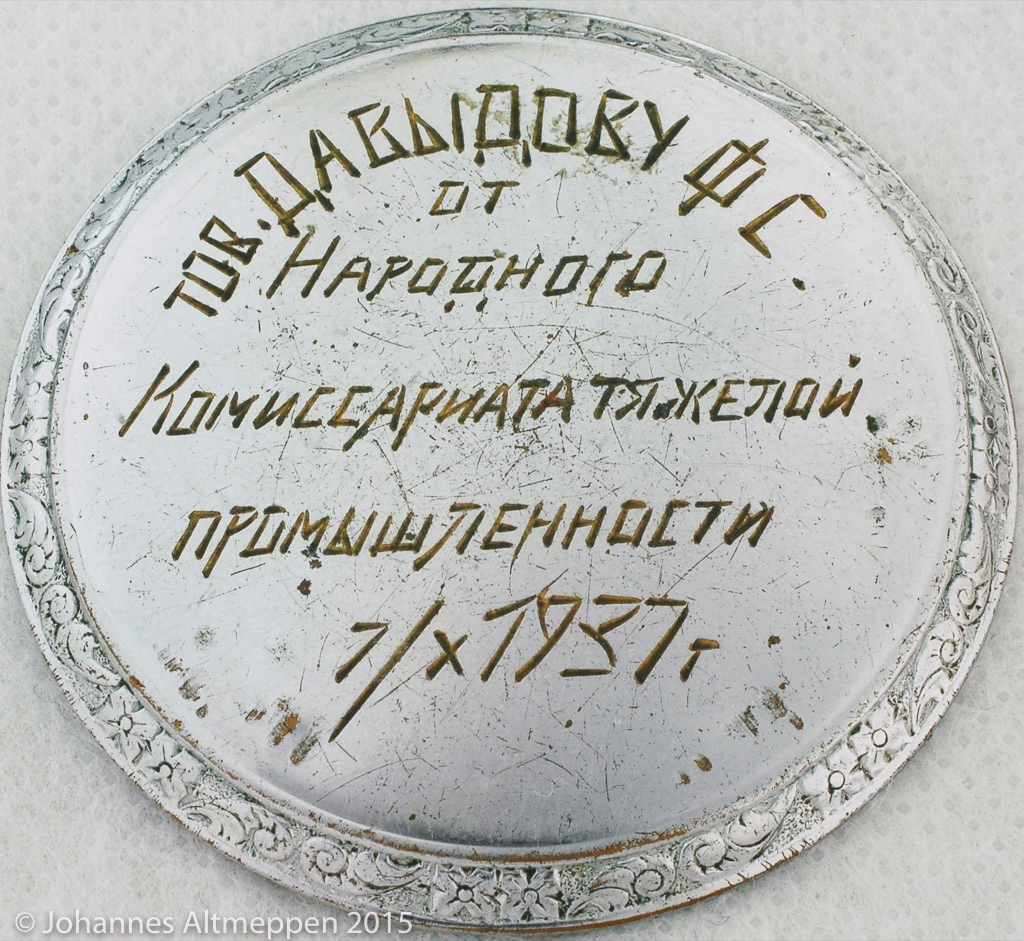 ТОВ. ДАВЫДОВУ Ф С.
ОТ
НАРОДНОГО
КОМИССАРИАТА ТЯЖЕЛОЙ
ПРОМЫШЛЕННОСТИ
7/X 1937 г
© Johannes Altmeppen 2015